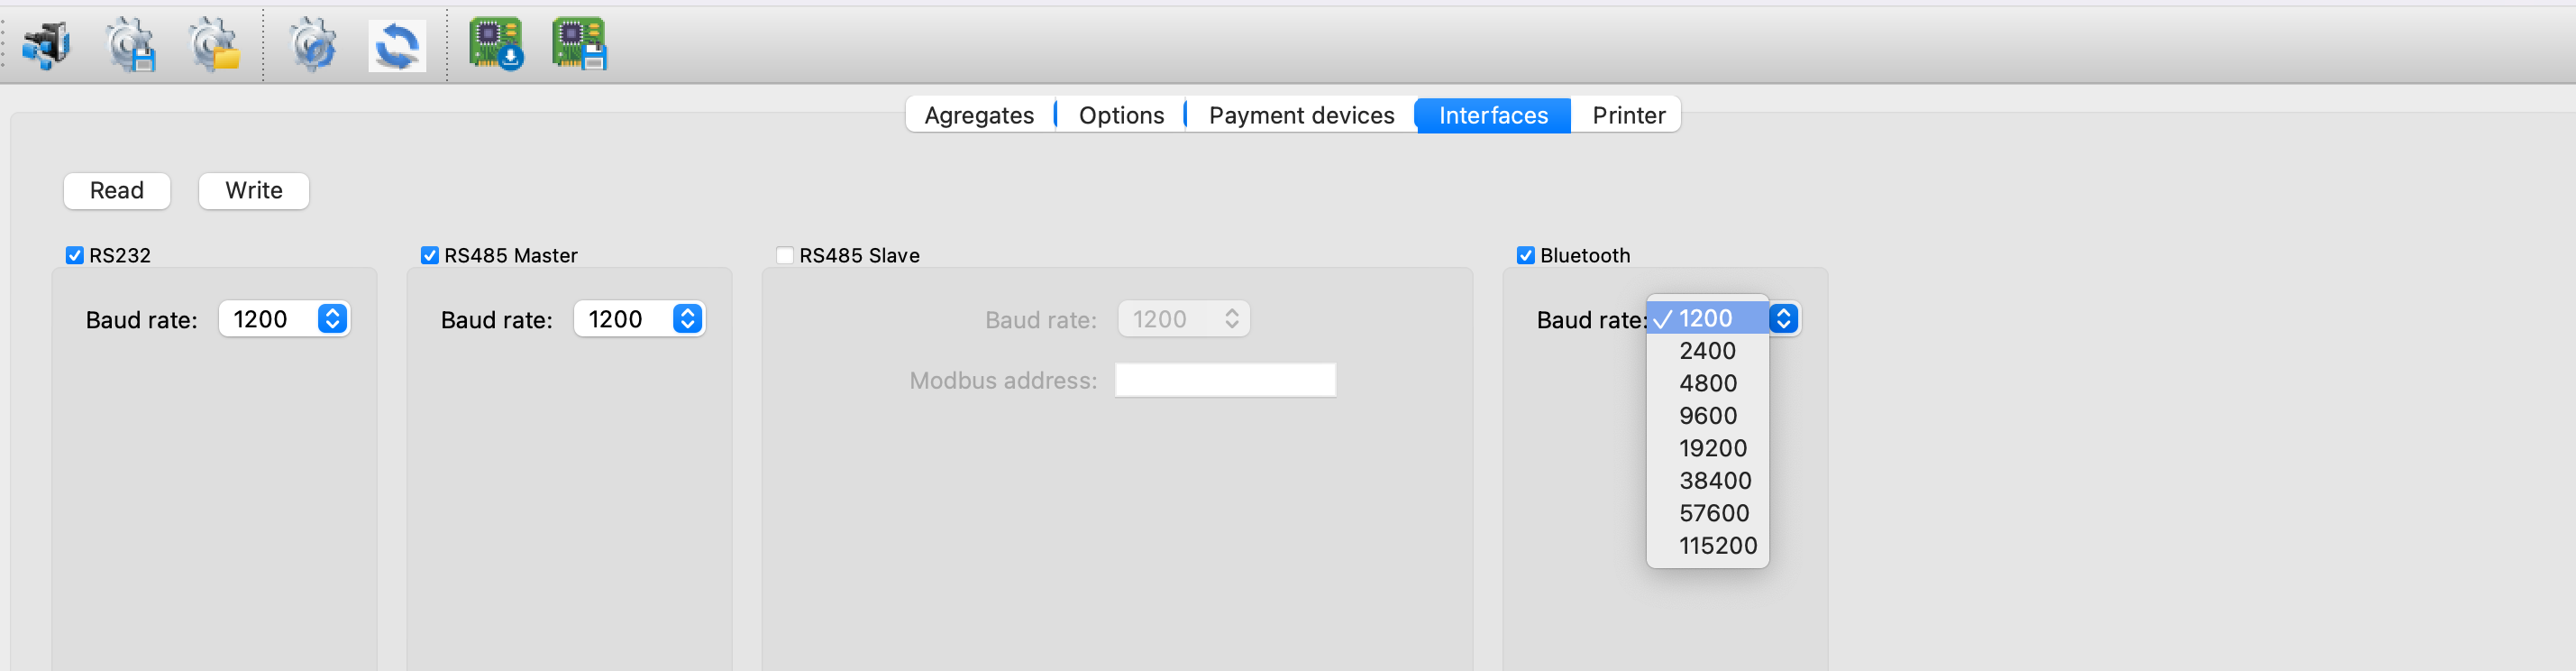 Agregates Options Payment devices Interfaces Printer
Read Write
RS232 RS485 Master RS485 Slave Bluetooth
Baud rate: 1200 Baud rate: 1200 Baud rate: 1200 Baud rate: 1200
2400
Modbus address: 4800
9600
19200
38400
57600
115200